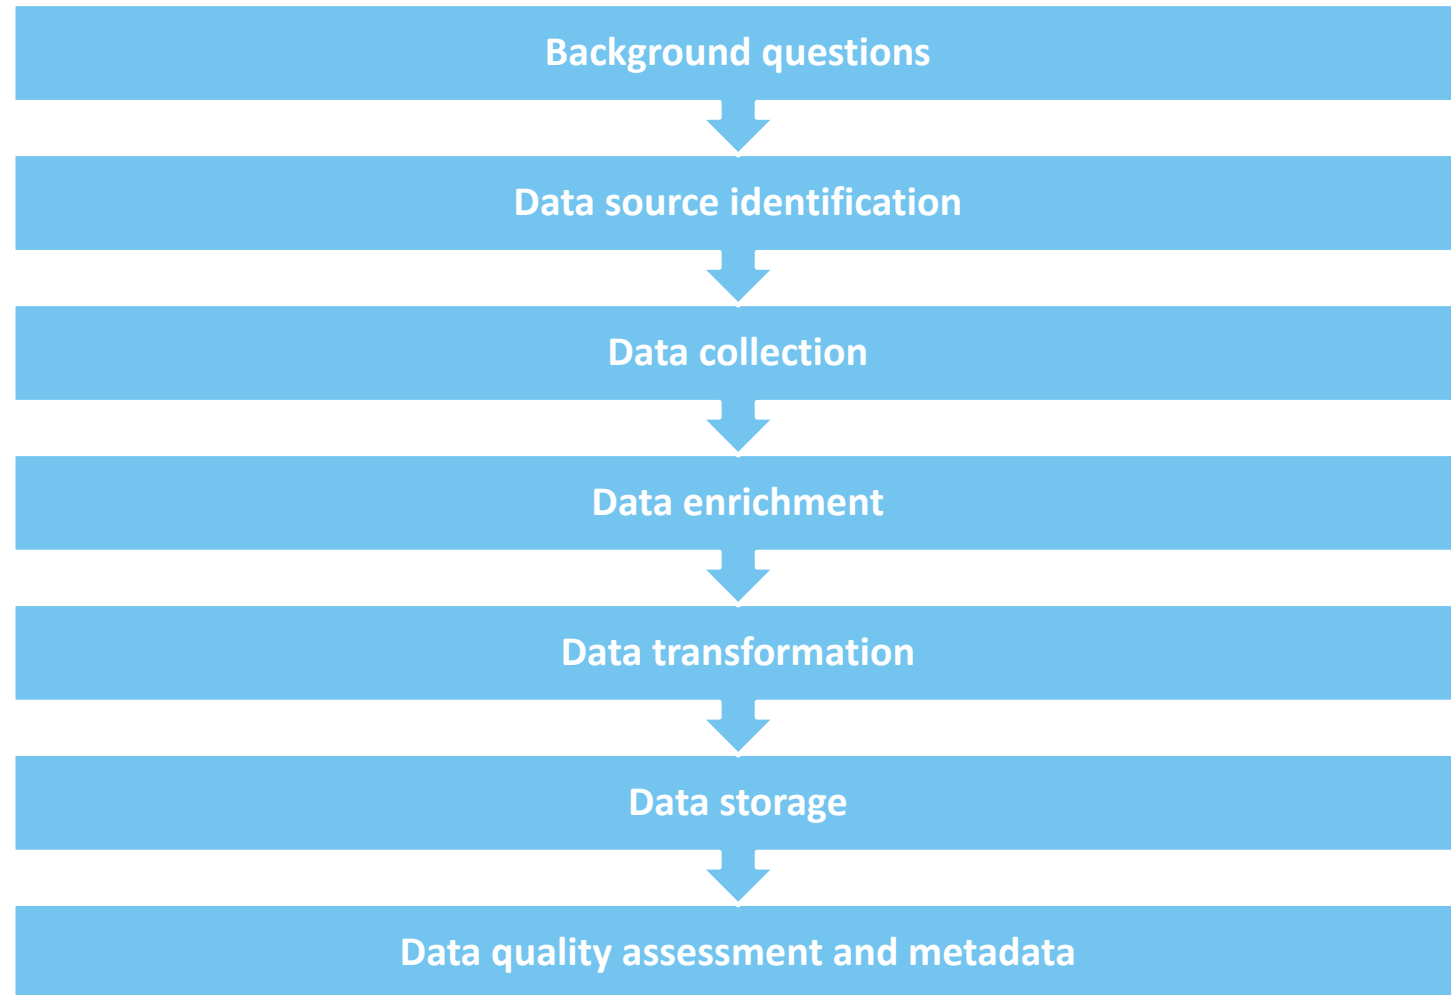 Background questions
Data source identification
Data collection
Data enrichment
Data transformation
Data storage
Data quality assessment and metadata